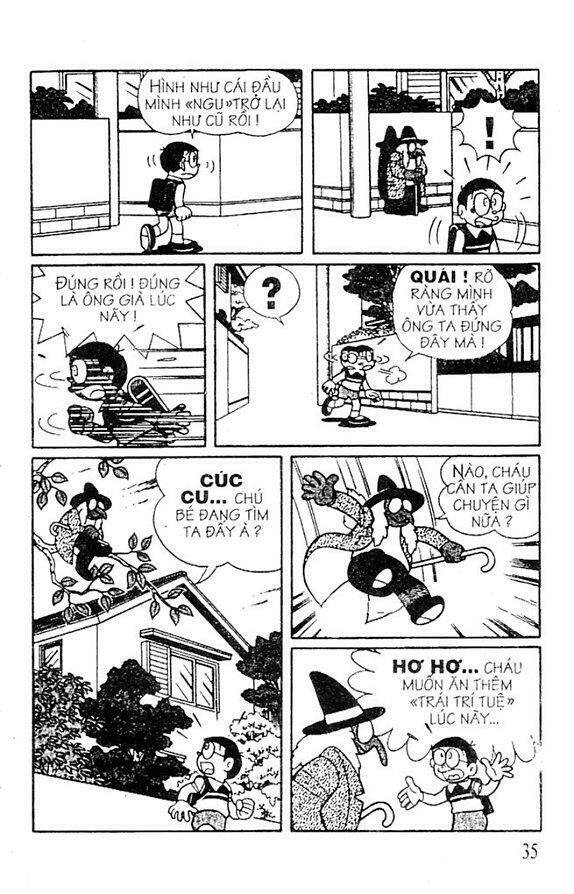 HÌNH NHƯ CÁI ĐẦU
MÌNH «NGU» TRỞ LẠI
NHƯ CŨ RỒI !
!
ĐÚNG RỒI ! ĐÚNG
LÀ ÔNG GIÀ LÚC
NÃY !
?
QUÁI ! RÕ
RÀNG MÌNH
VỪA THẤY
ÔNG TA ĐỨNG
ĐÂY MÀ !
CÚC
CU... CHÚ
BÉ ĐANG TÌM
TA ĐẤY À ?
NÀO, CHÁU
CẦN TA GIÚP
CHUYỆN GÌ
NỮA ?
HƠ HƠ... CHÁU
MUỐN ĂN THÊM
«TRÁI TRÍ TUỆ»
LÚC NÃY...
35